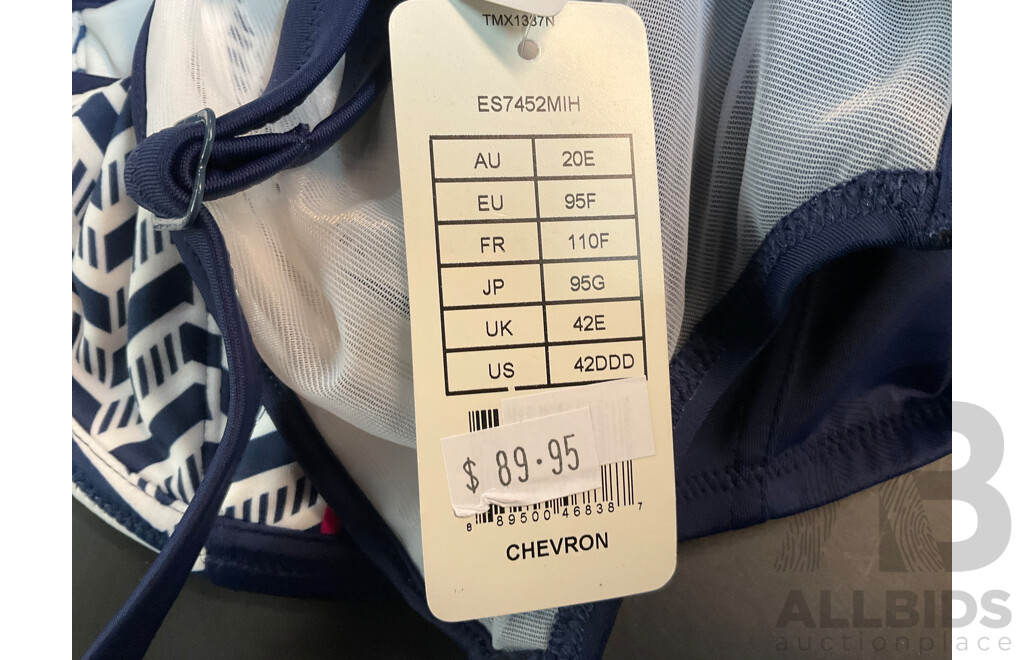 TMX1337N
ES7452MIH
AU 20E
EU 95F
FR 110F
JP 95G
UK 42E
US 42DDD
$ 89.95
8 89500 46838 7
CHEVRON
ALLBIDS
auctionplace